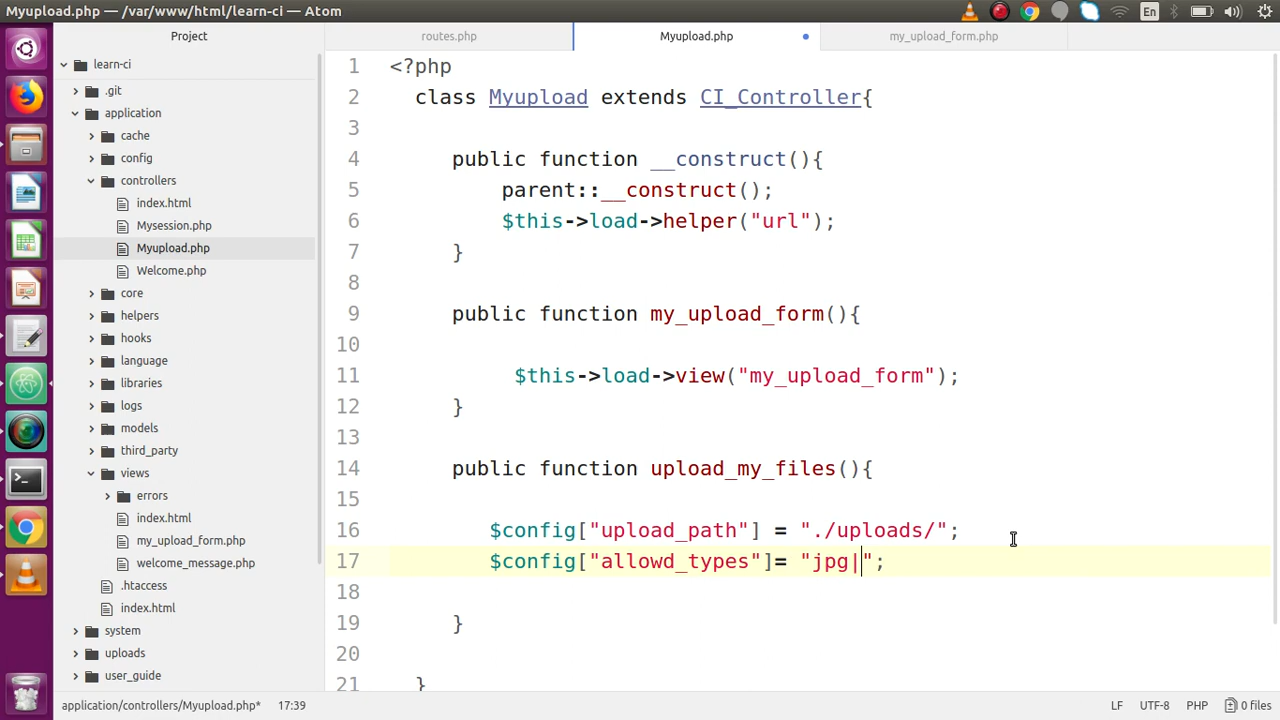 Myupload.php — /var/www/html/learn-ci — Atom
En
Project
routes.php
Myupload.php
my_upload_form.php
learn-ci
.git
application
cache
config
controllers
index.html
Mysession.php
Myupload.php
Welcome.php
core
helpers
hooks
language
libraries
logs
models
third_party
views
errors
index.html
my_upload_form.php
welcome_message.php
.htaccess
index.html
system
uploads
user_guide
1 <?php
2 class Myupload extends CI_Controller{
3
4 public function __construct(){
5 parent::__construct();
6 $this->load->helper("url");
7 }
8
9 public function my_upload_form(){
10
11 $this->load->view("my_upload_form");
12 }
13
14 public function upload_my_files(){
15
16 $config["upload_path"] = "./uploads/";
17 $config["allowd_types"]= "jpg|";
18
19 }
20
21 }
application/controllers/Myupload.php* 17:39
LF UTF-8 PHP 0 files